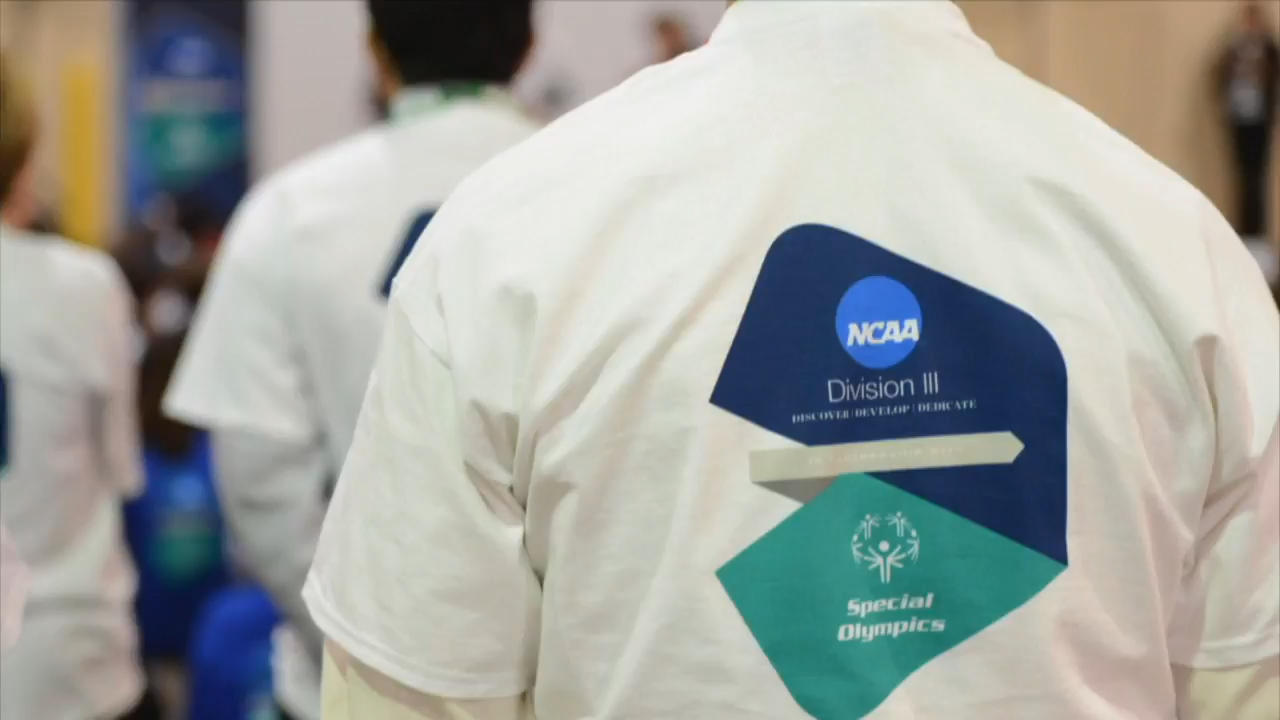 NCAA
Division III
DISCOVER | DEVELOP | DEDICATE
Special
Olympics